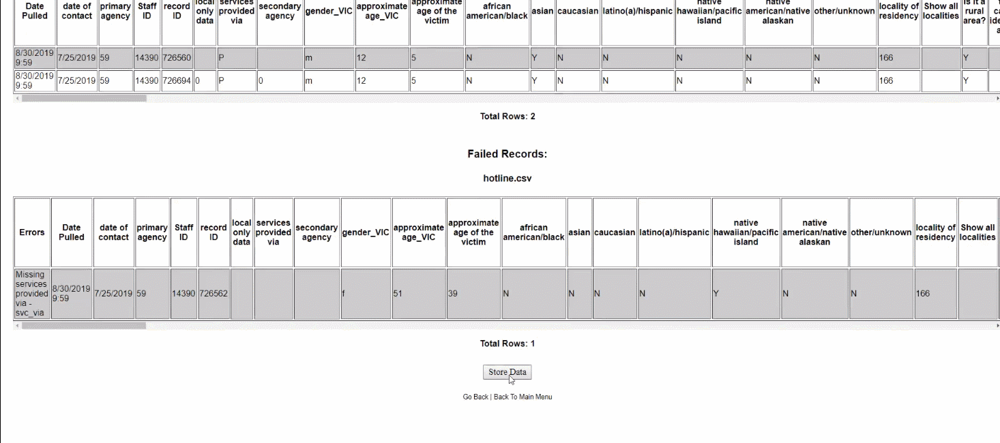 Date Pulled | date of contact | primary agency | Staff ID | record ID | local only data | services provided via | secondary agency | gender_VIC | approximate age_VIC | approximate age of the victim | african american/black | asian | caucasian | latino(a)/hispanic | native hawaiian/pacific island | native american/native alaskan | other/unknown | locality of residency | Show all localities | Is it a rural area?
8/30/2019 9:59 | 7/25/2019 | 59 | 14390 | 726560 | | P | | m | 12 | 5 | N | Y | N | N | N | N | N | 166 | | Y
8/30/2019 9:59 | 7/25/2019 | 59 | 14390 | 726694 | 0 | P | 0 | m | 12 | 5 | N | Y | N | N | N | N | N | 166 | | Y
Total Rows: 2
Failed Records:
hotline.csv
Errors | Date Pulled | date of contact | primary agency | Staff ID | record ID | local only data | services provided via | secondary agency | gender_VIC | approximate age_VIC | approximate age of the victim | african american/black | asian | caucasian | latino(a)/hispanic | native hawaiian/pacific island | native american/native alaskan | other/unknown | locality of residency | Show all localities
Missing services provided via - svc_via | 8/30/2019 9:59 | 7/25/2019 | 59 | 14390 | 726562 | | | | f | 51 | 39 | N | N | N | N | Y | N | N | 166 |
Total Rows: 1
Store Data
Go Back | Back To Main Menu